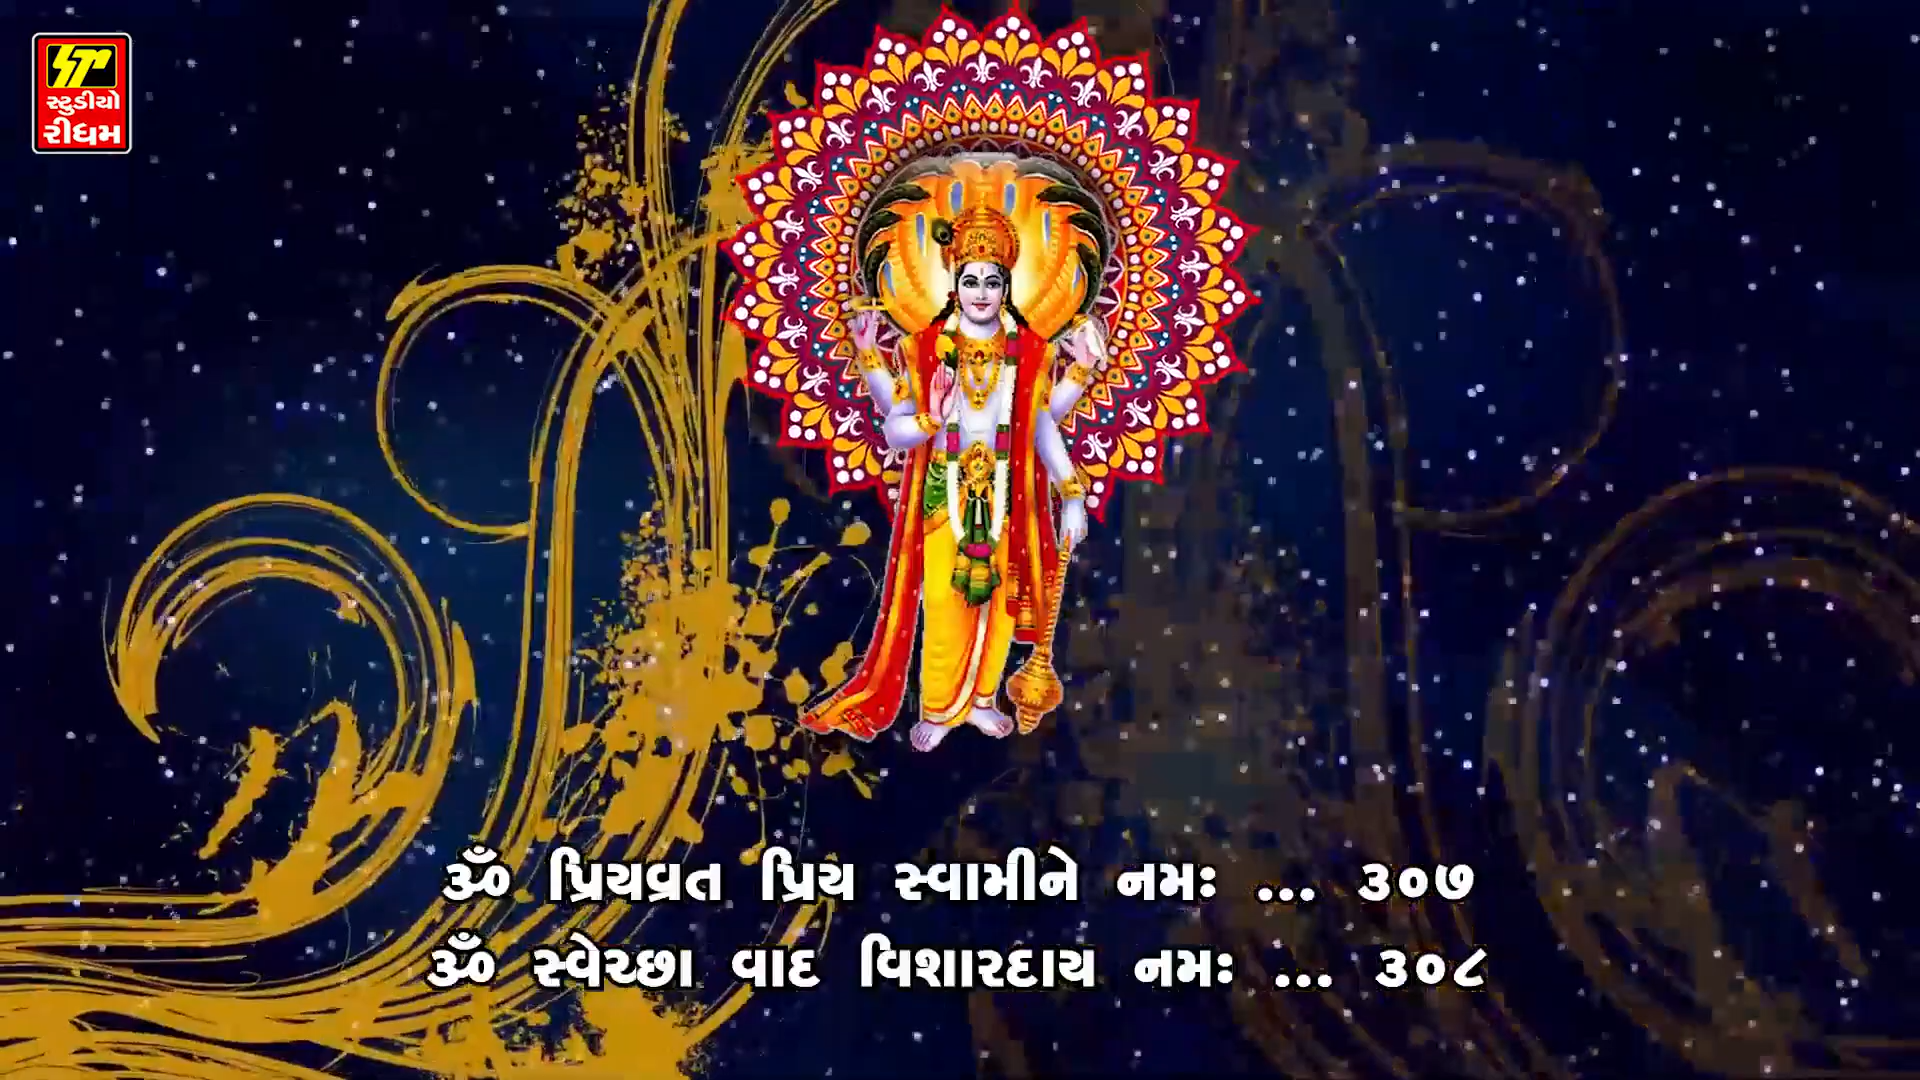 સ્ટુડીયો
રીધમ
ૐ પ્રિયવ્રત પ્રિય સ્વામીને નમઃ ... ૩૦૭
ૐ સ્વેચ્છા વાદ વિશારદાય નમઃ ... ૩૦૮